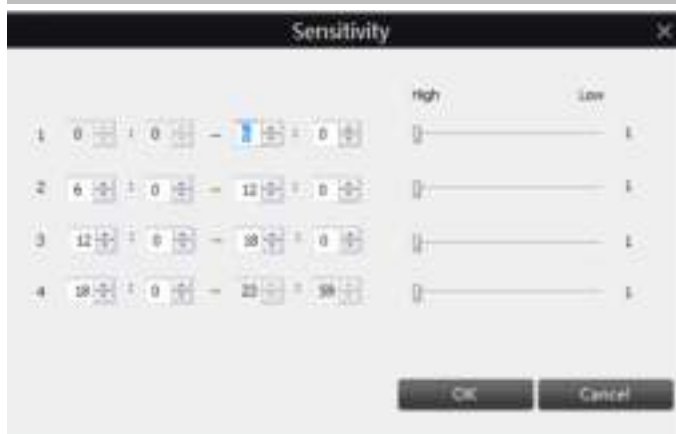 Sensitivity
High Low
1 0 : 0 - : 0 1
2 6 : 0 - 12 : 0 1
3 12 : 0 - 18 : 0 1
4 18 : 0 - 23 : 59 1
OK Cancel